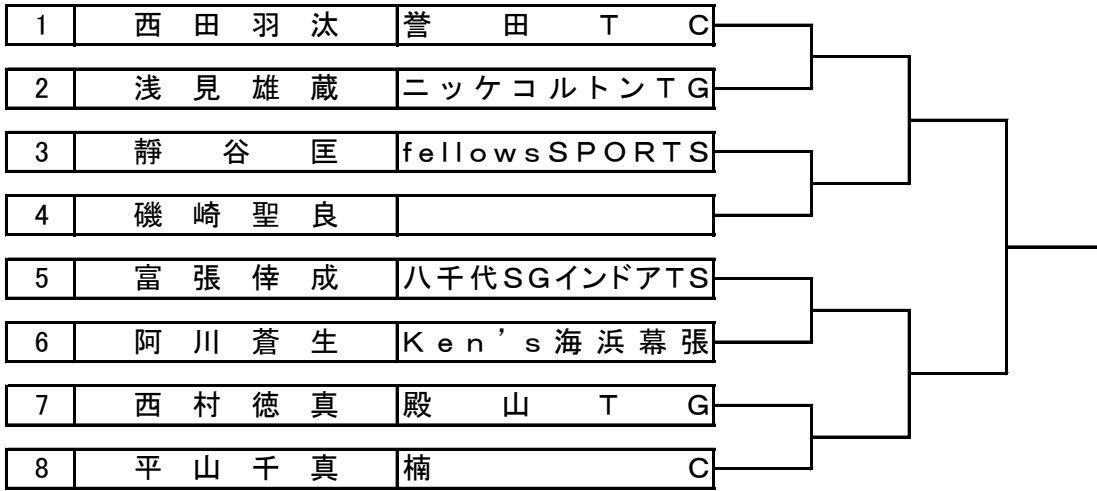 1 西田羽汰 誉田TC
2 浅見雄蔵 ニッケコルトンTG
3 靜谷匡 fellowsSPORTS
4 磯崎聖良
5 富張倖成 八千代SGインドアTS
6 阿川蒼生 Ken's海浜幕張
7 西村徳真 殿山TG
8 平山千真 楠C